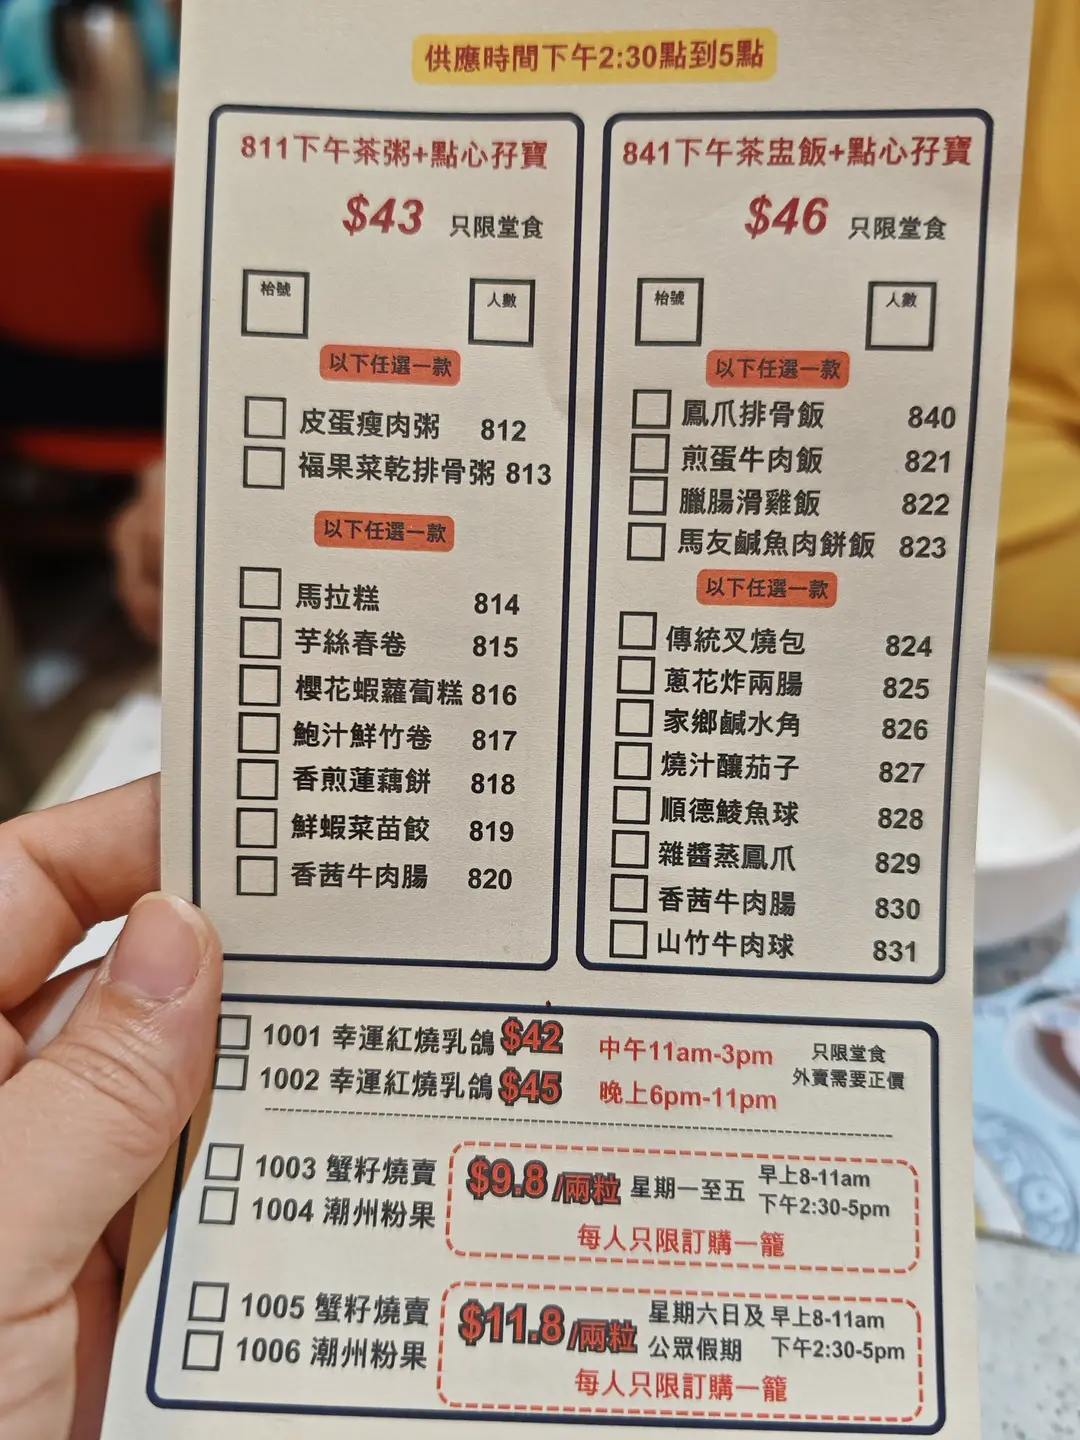 供應時間下午2:30點到5點
811下午茶粥+點心孖寶
$43 只限堂食
枱號
人數
以下任選一款
皮蛋瘦肉粥 812
福果菜乾排骨粥 813
以下任選一款
馬拉糕 814
芋絲春卷 815
櫻花蝦蘿蔔糕 816
鮑汁鮮竹卷 817
香煎蓮藕餅 818
鮮蝦菜苗餃 819
香茜牛肉腸 820
841下午茶盅飯+點心孖寶
$46 只限堂食
枱號
人數
以下任選一款
鳳爪排骨飯 840
煎蛋牛肉飯 821
臘腸滑雞飯 822
馬友鹹魚肉餅飯 823
以下任選一款
傳統叉燒包 824
蔥花炸兩腸 825
家鄉鹹水角 826
燒汁釀茄子 827
順德鯪魚球 828
雜醬蒸鳳爪 829
香茜牛肉腸 830
山竹牛肉球 831
1001 幸運紅燒乳鴿 $42 中午11am-3pm 只限堂食
1002 幸運紅燒乳鴿 $45 晚上6pm-11pm 外賣需要正價
1003 蟹籽燒賣
1004 潮州粉果
$9.8/兩粒 星期一至五 早上8-11am
下午2:30-5pm
每人只限訂購一籠
1005 蟹籽燒賣
1006 潮州粉果
$11.8/兩粒 星期六日及 早上8-11am
公眾假期 下午2:30-5pm
每人只限訂購一籠